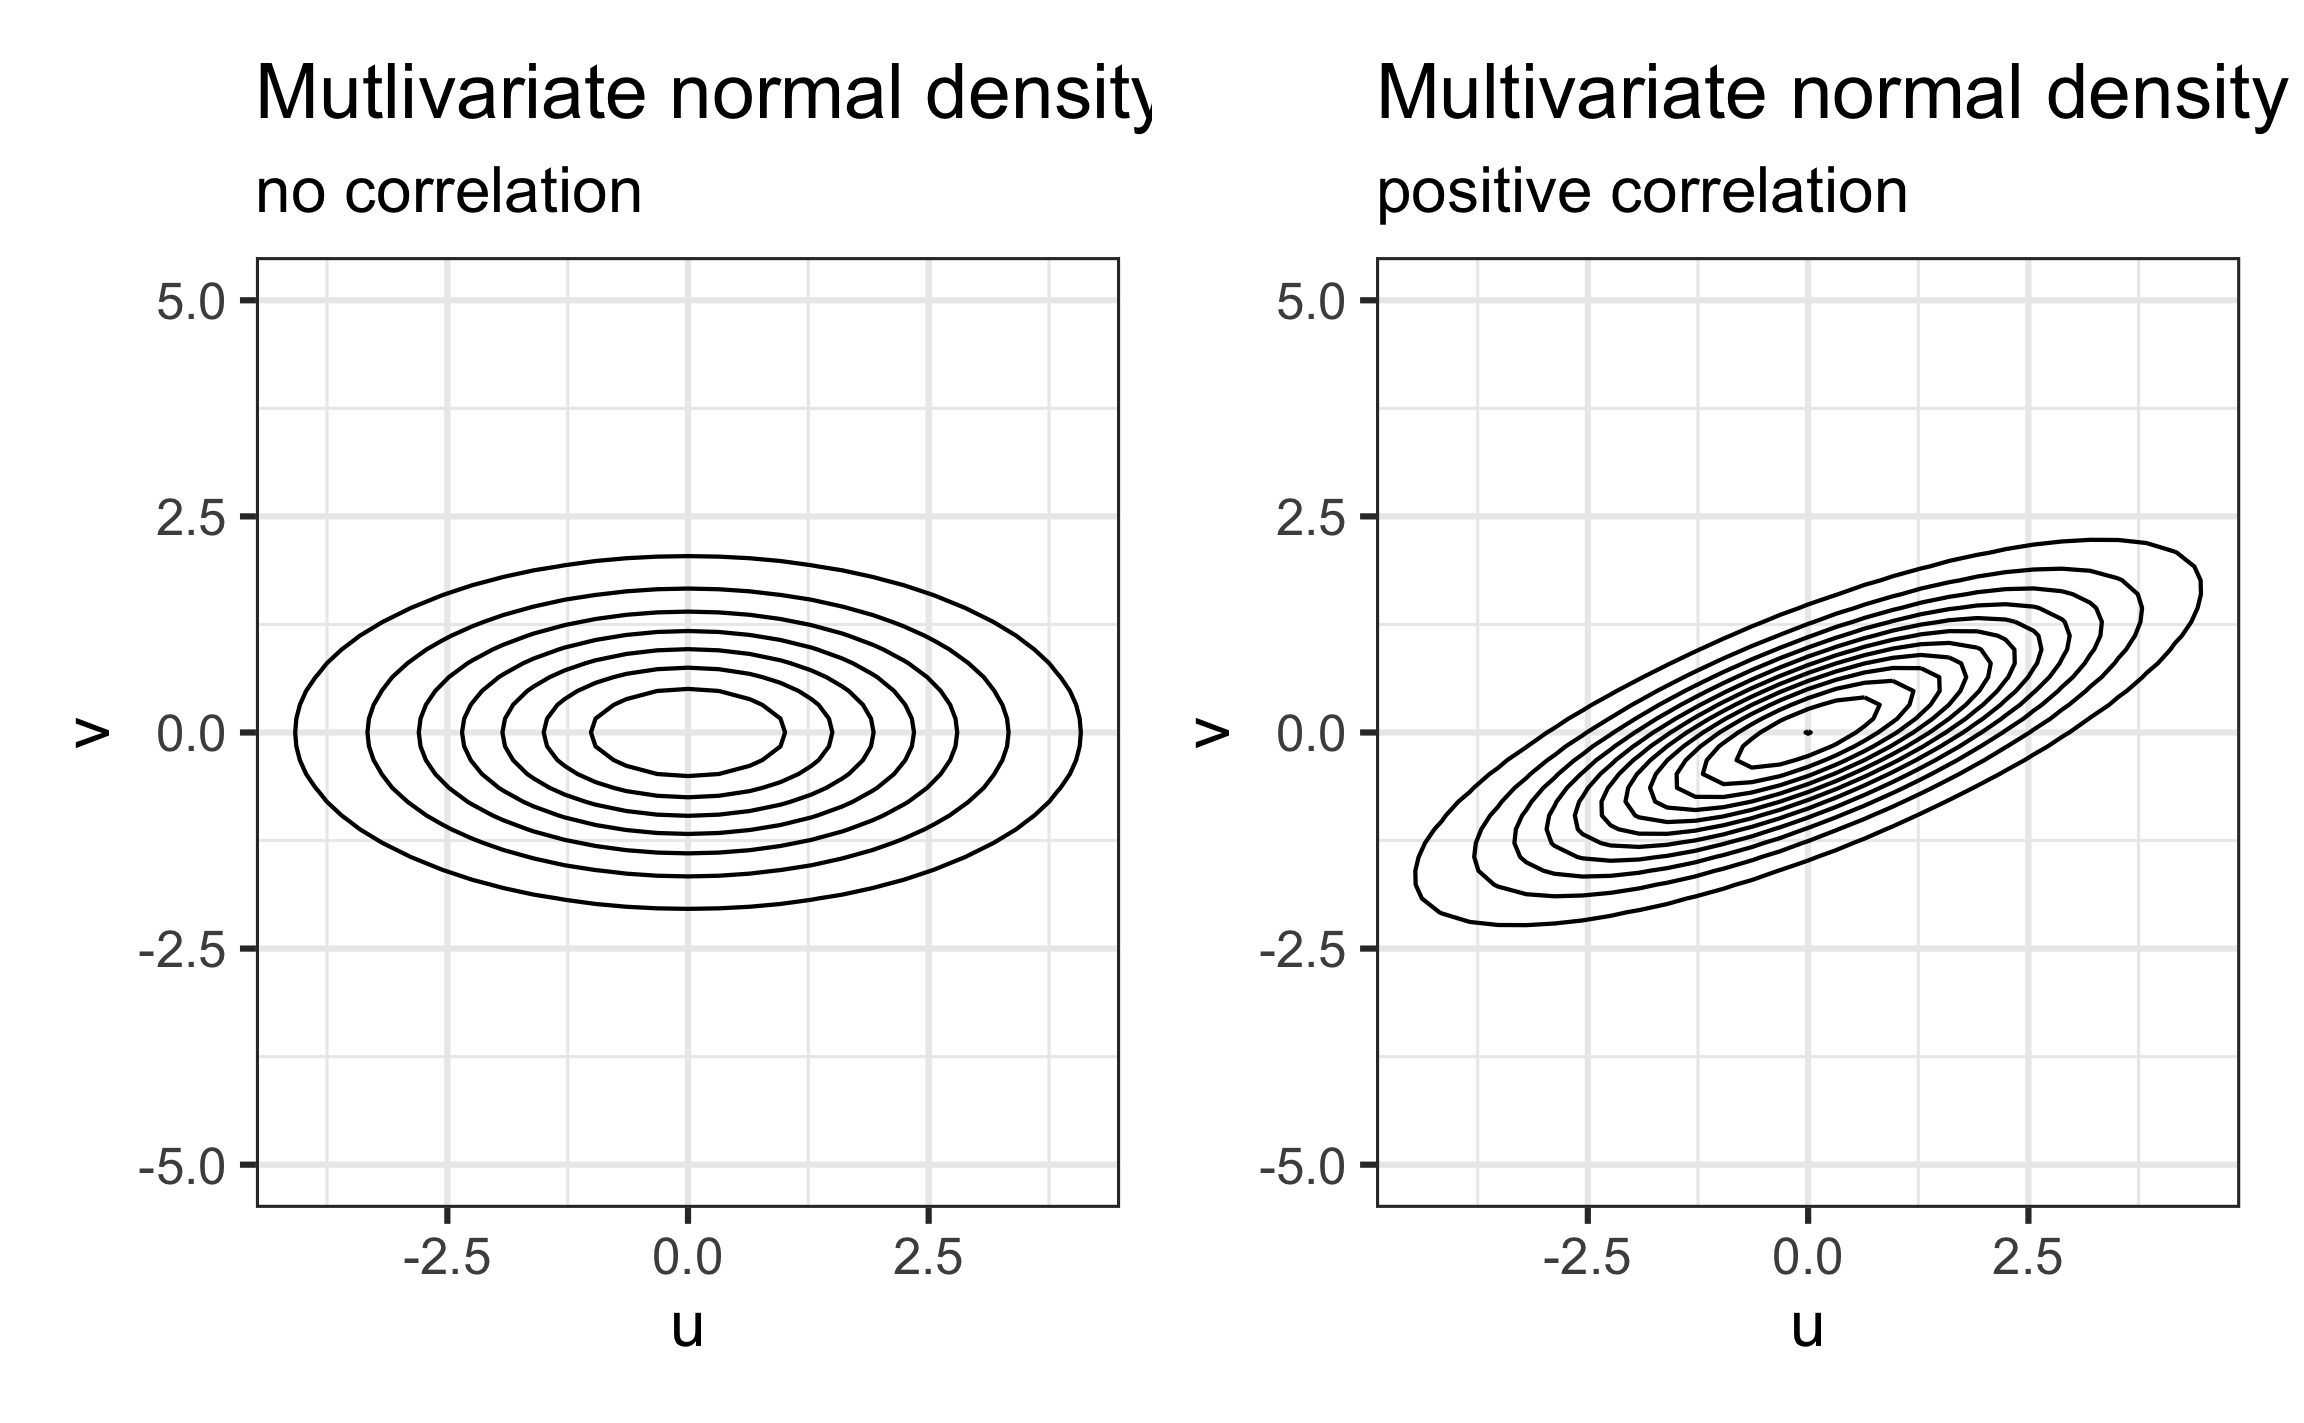 Mutlivariate normal density
no correlation
5.0
2.5
0.0
-2.5
-5.0
v
-2.5 0.0 2.5
u
Multivariate normal density
positive correlation
5.0
2.5
0.0
-2.5
-5.0
v
-2.5 0.0 2.5
u